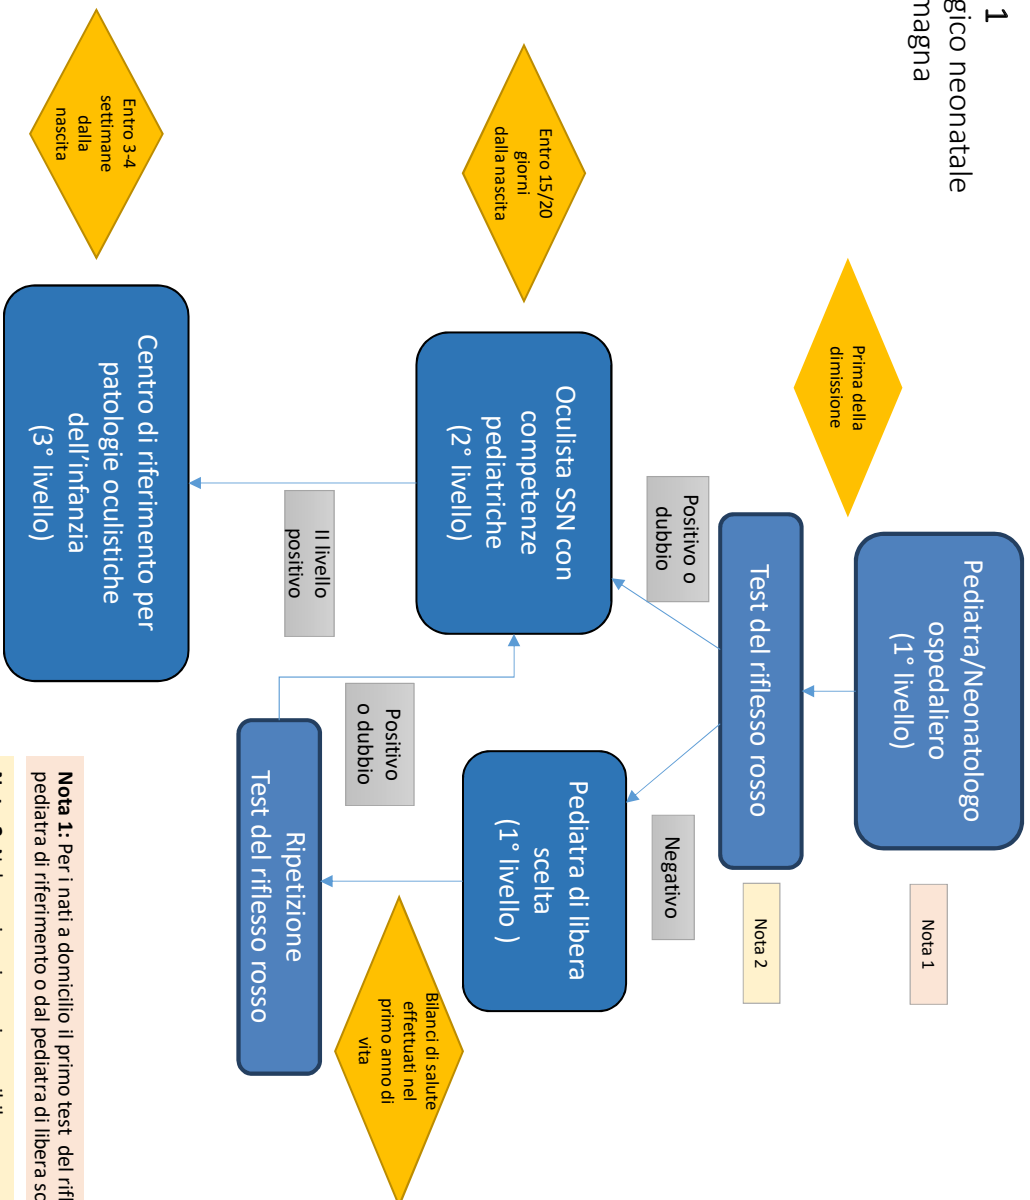 1
neonatale
Prima della
dimissione
Pediatra/Neonatologo
ospedaliero
(1° livello)
Nota 1
Test del riflesso rosso
Nota 2
Entro 15/20
giorni
dalla nascita
Positivo o
dubbio
Negativo
Oculista SSN con
competenze
pediatriche
(2° livello)
Pediatra di libera
scelta
(1° livello )
Bilanci di salute
effettuati nel
primo anno di
vita
Positivo
o dubbio
Ripetizione
Test del riflesso rosso
II livello
positivo
Entro 3-4
settimane
dalla
nascita
Centro di riferimento per
patologie oculistiche
dell’infanzia
(3° livello)
Nota 1: Per i nati a domicilio il primo test del
pediatra di riferimento o dal pediatra di libera